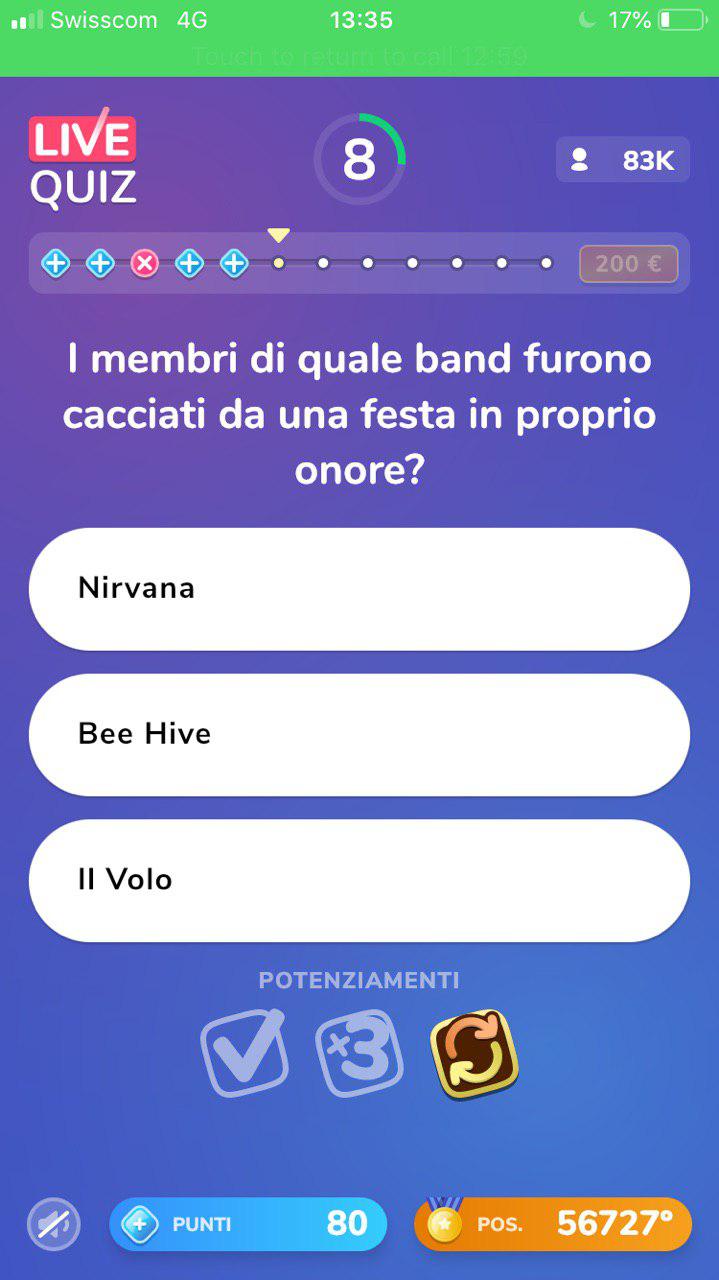 Swisscom 4G 13:35 17%
Touch to return to call 12:59
LIVE
QUIZ
8
83K
200 €
I membri di quale band furono
cacciati da una festa in proprio
onore?
Nirvana
Bee Hive
Il Volo
POTENZIAMENTI
×3
PUNTI 80
POS. 56727º